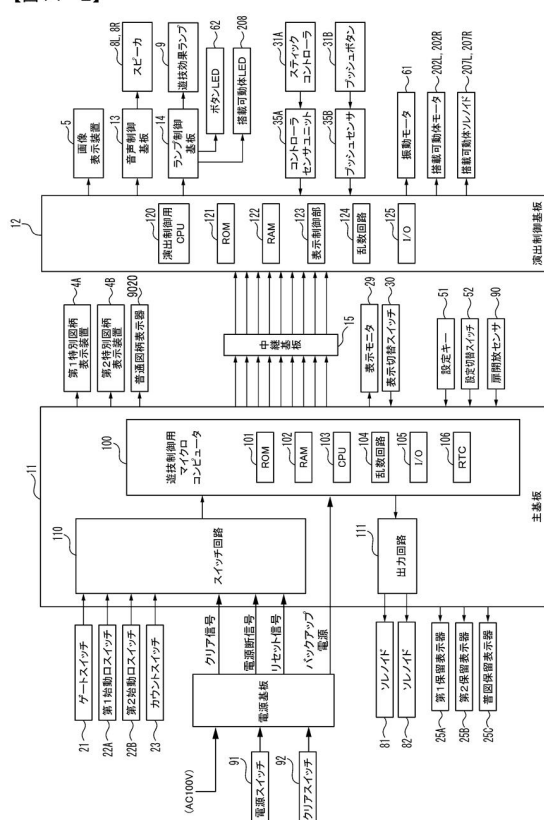 12
120
演出制御用
CPU
121
ROM
122
RAM
123
表示制御部
124
乱数回路
125
I/O
演出制御基板
5
画像
表示装置
13
音声制御
基板
8L, 8R
スピーカ
14
ランプ制御
基板
9
遊技効果ランプ
62
ボタンLED
208
搭載可動体LED
35A
コントローラ
センサユニット
31A
スティック
コントローラ
35B
プッシュセンサ
31B
プッシュボタン
61
振動モータ
202L, 202R
搭載可動体モータ
207L, 207R
搭載可動体ソレノイド
4A
第1特別図柄
表示装置
4B
第2特別図柄
表示装置
9020
普通図柄表示器
15
中継基板
29
表示モニタ
30
表示切替スイッチ
51
設定キー
52
設定切替スイッチ
90
扉開放センサ
11
主基板
100
遊技制御用
マイクロ
コンピュータ
101
ROM
102
RAM
103
CPU
104
乱数回路
105
I/O
106
RTC
110
スイッチ回路
111
出力回路
21
ゲートスイッチ
22A
第1始動口スイッチ
22B
第2始動口スイッチ
23
カウントスイッチ
クリア信号
電源断信号
リセット信号
バックアップ
電源
電源基板
(AC100V)
91
電源スイッチ
92
クリアスイッチ
81
ソレノイド
82
ソレノイド
25A
第1保留表示器
25B
第2保留表示器
25C
普図保留表示器